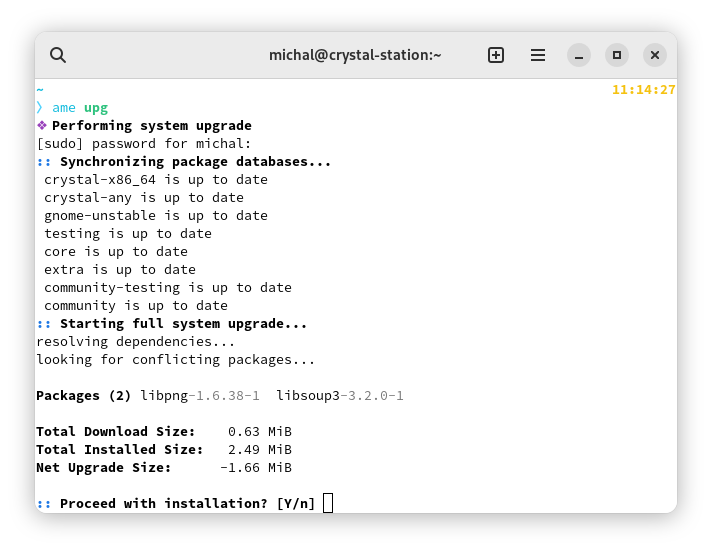 michal@crystal-station:~
~ 11:14:27
〉 ame upg
❖ Performing system upgrade
[sudo] password for michal:
:: Synchronizing package databases...
 crystal-x86_64 is up to date
 crystal-any is up to date
 gnome-unstable is up to date
 testing is up to date
 core is up to date
 extra is up to date
 community-testing is up to date
 community is up to date
:: Starting full system upgrade...
resolving dependencies...
looking for conflicting packages...
Packages (2) libpng-1.6.38-1  libsoup3-3.2.0-1
Total Download Size:    0.63 MiB
Total Installed Size:   2.49 MiB
Net Upgrade Size:      -1.66 MiB
:: Proceed with installation? [Y/n]